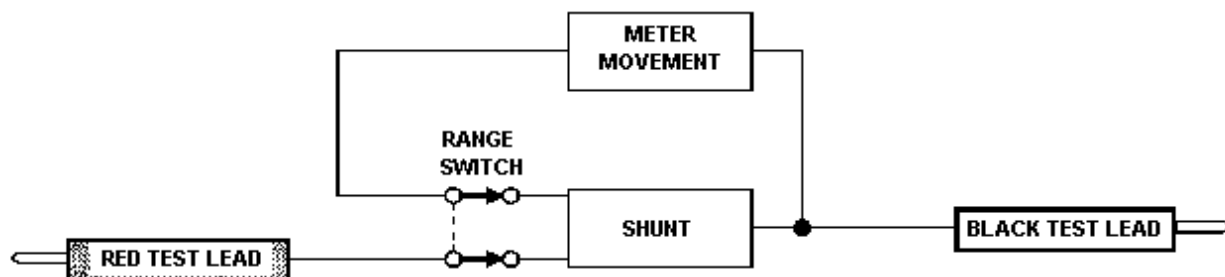 METER
MOVEMENT
RANGE
SWITCH
SHUNT
BLACK TEST LEAD
RED TEST LEAD